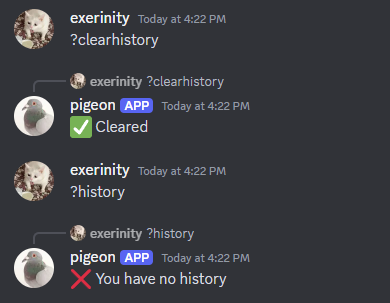 exerinity Today at 4:22 PM
?clearhistory
exerinity ?clearhistory
pigeon APP Today at 4:22 PM
✅ Cleared
exerinity Today at 4:22 PM
?history
exerinity ?history
pigeon APP Today at 4:22 PM
❌ You have no history